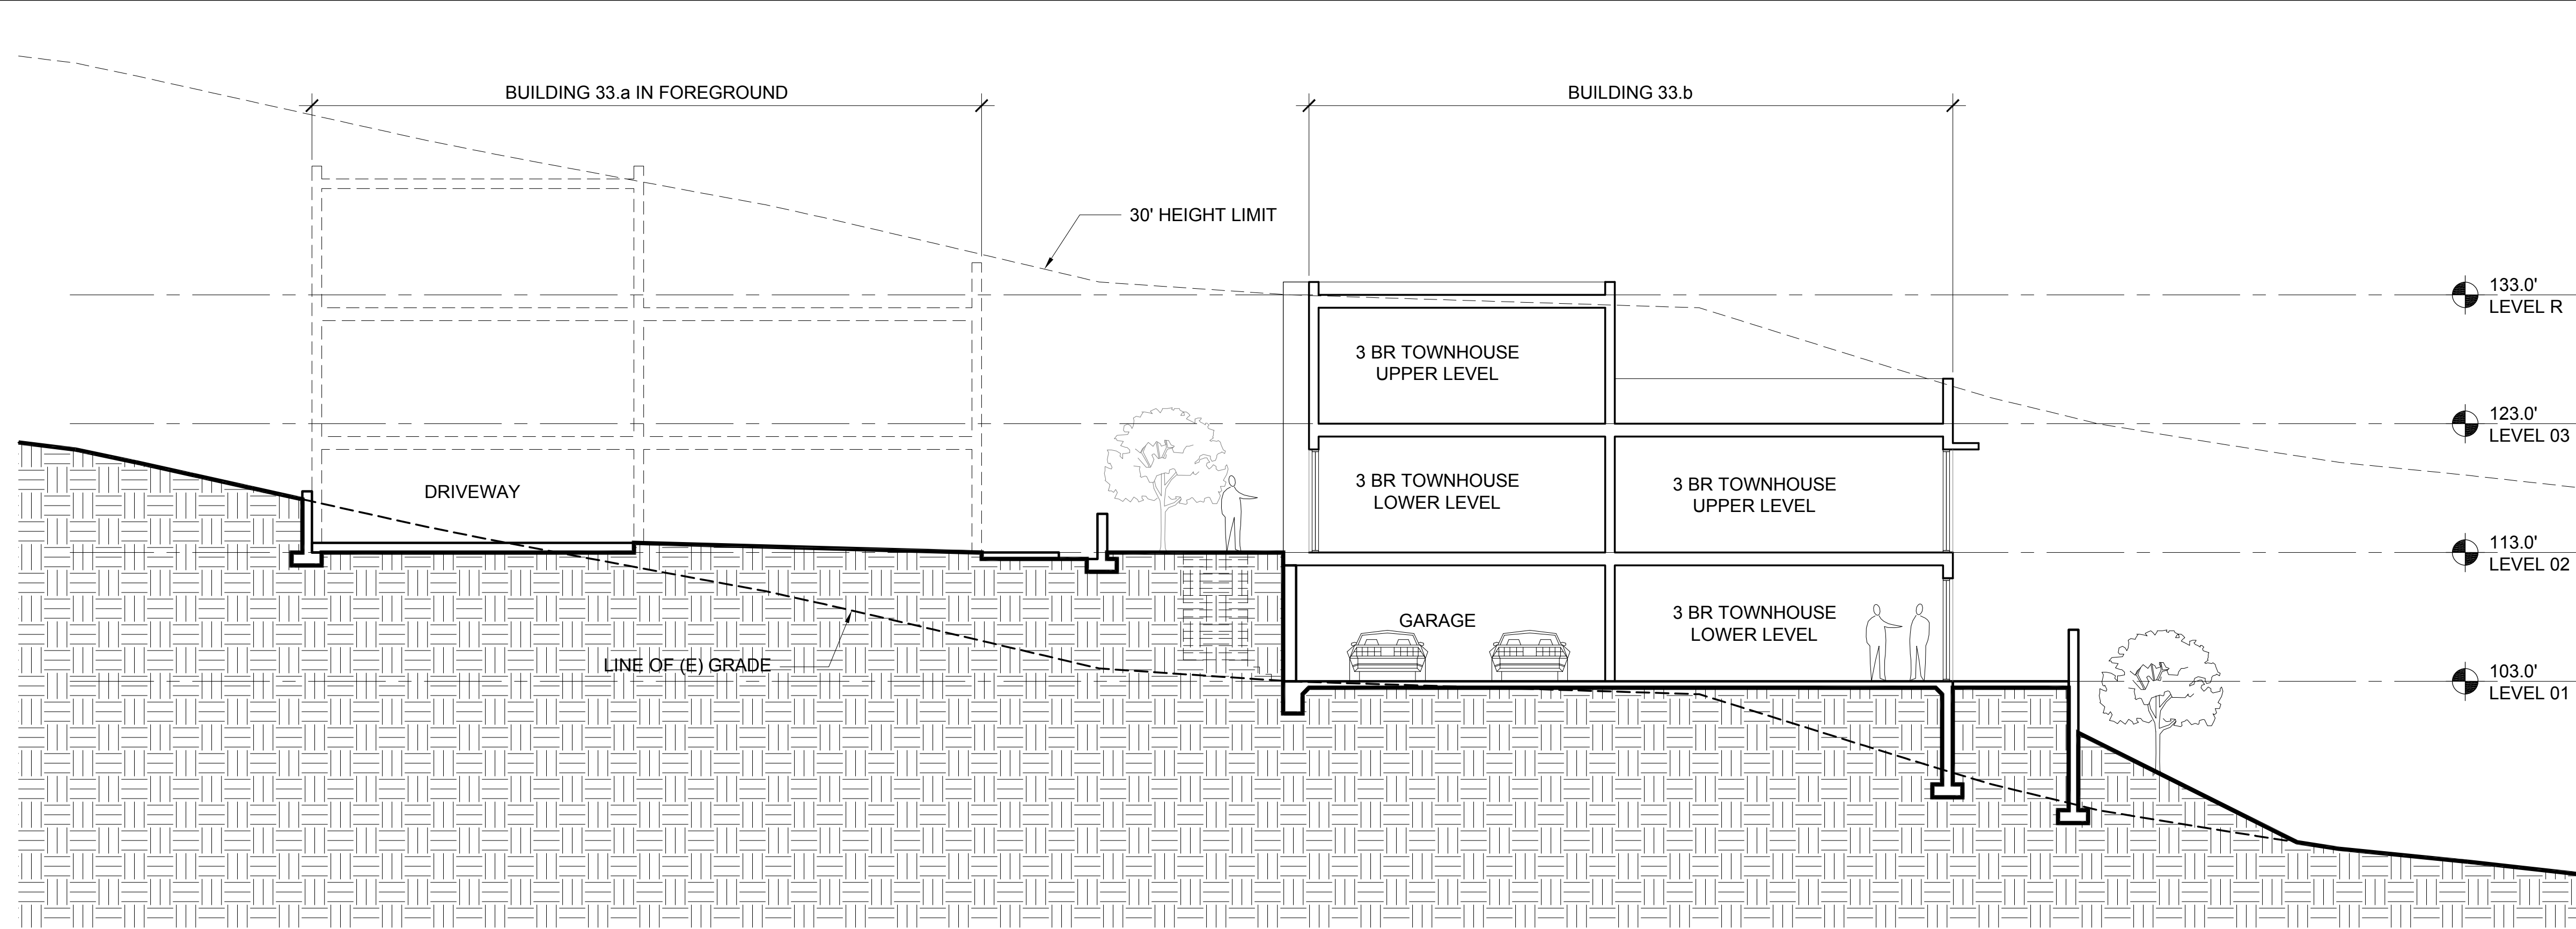 BUILDING 33.a IN FOREGROUND
BUILDING 33.b
30' HEIGHT LIMIT
133.0'
LEVEL R
3 BR TOWNHOUSE
UPPER LEVEL
123.0'
LEVEL 03
DRIVEWAY
3 BR TOWNHOUSE
LOWER LEVEL
3 BR TOWNHOUSE
UPPER LEVEL
113.0'
LEVEL 02
LINE OF (E) GRADE
GARAGE
3 BR TOWNHOUSE
LOWER LEVEL
103.0'
LEVEL 01